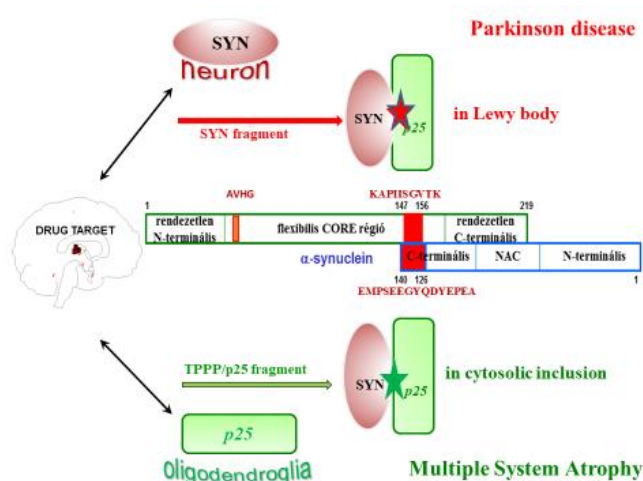 SYN
neuron
Parkinson disease
SYN
p25
in Lewy body
SYN fragment
KAPIISGVTK
AVHG
1
147
156
219
DRUG TARGET
rendezetlen
N-terminális
flexibilis CORE régió
rendezetlen
C-terminális
α-synuclein
C-terminális
NAC
N-terminális
140
126
1
EMPSEEGYQDYEPEA
TPPP/p25 fragment
SYN
p25
in cytosolic inclusion
p25
oligodendroglia
Multiple System Atrophy